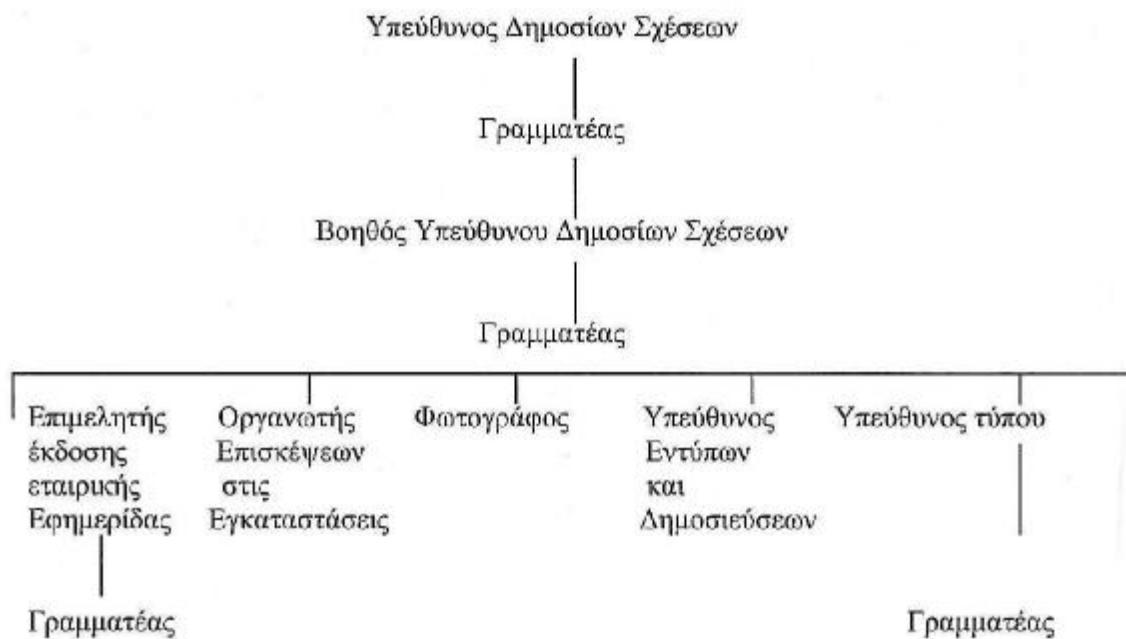 Υπεύθυνος Δημοσίων Σχέσεων
Γραμματέας
Βοηθός Υπεύθυνου Δημοσίων Σχέσεων
Γραμματέας
Επιμελητής
έκδοσης
εταιρικής
Εφημερίδας
Οργανωτής
Επισκέψεων
στις
Εγκαταστάσεις
Φωτογράφος
Υπεύθυνος
Εντύπων
και
Δημοσιεύσεων
Υπεύθυνος τύπου
Γραμματέας
Γραμματέας